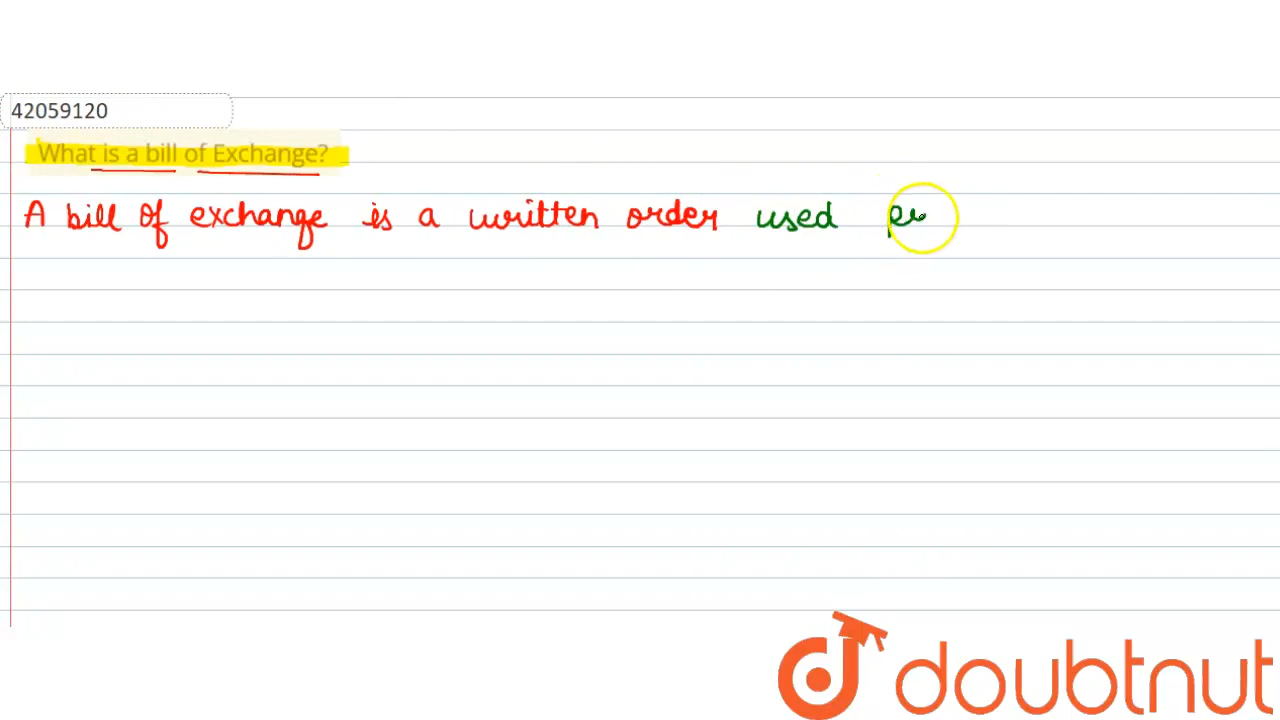 42059120
What is a bill of Exchange?
A bill of exchange is a written order used
doubtnut